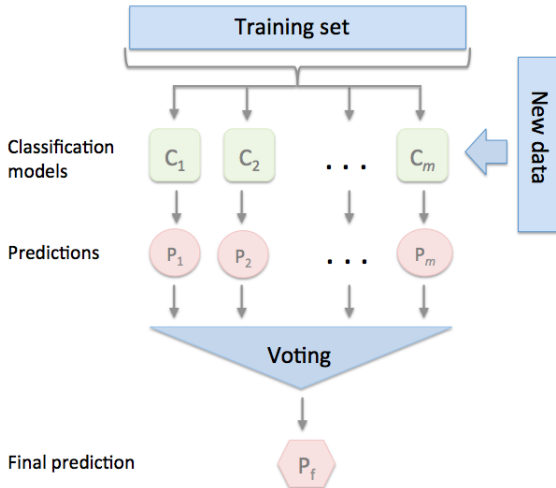 Training set
New data
Classification
models
C1 C2 ... Cm
Predictions
P1 P2 ... Pm
Voting
Final prediction
Pf